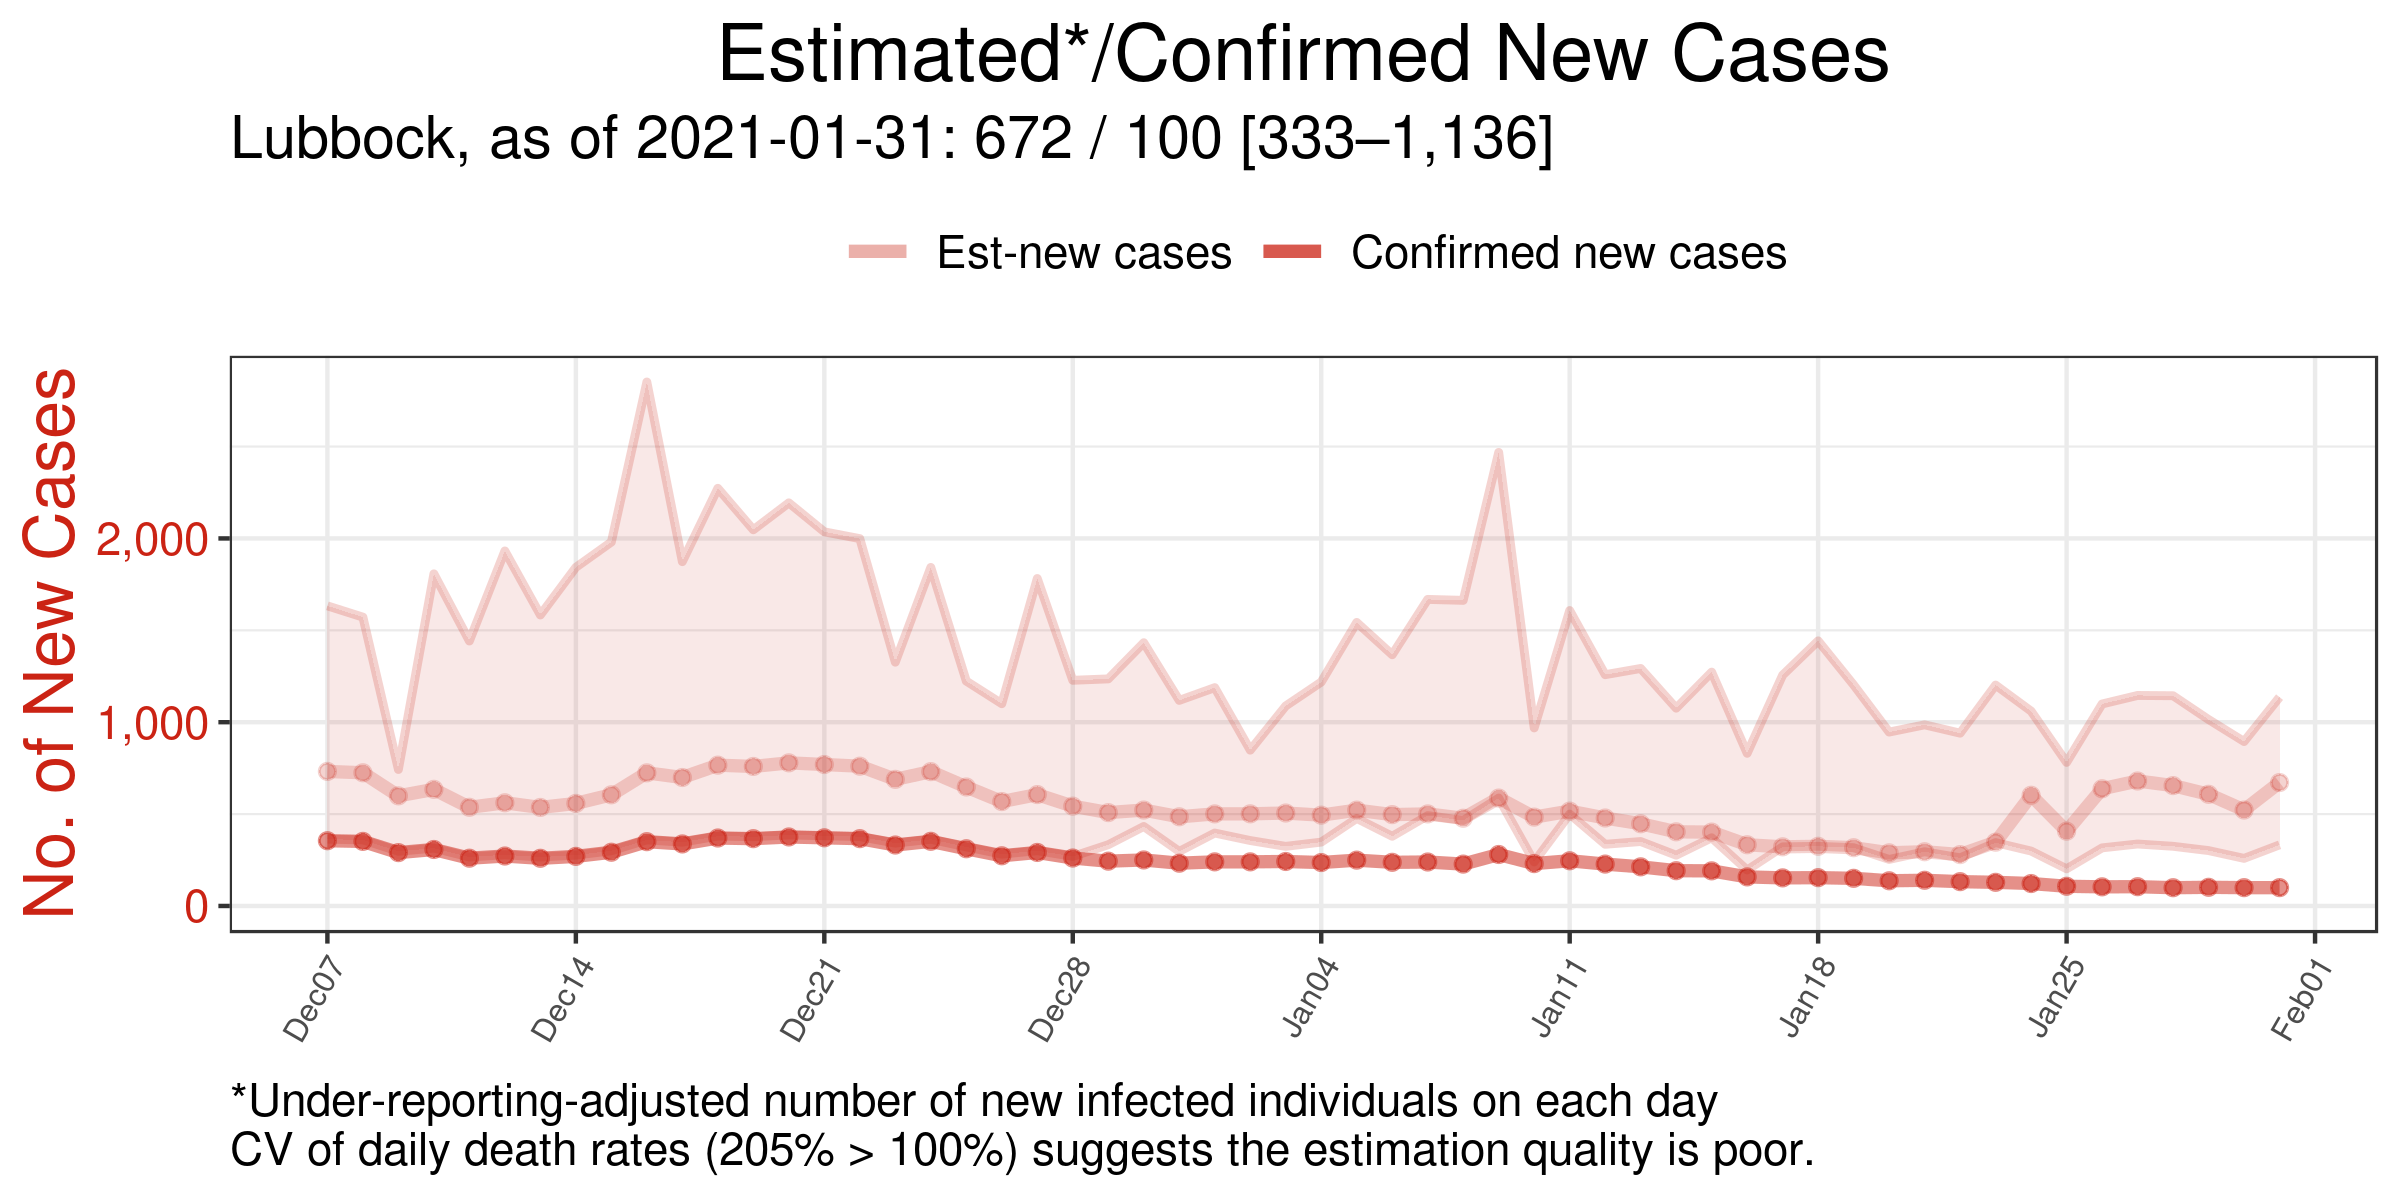 Estimated*/Confirmed New Cases
Lubbock, as of 2021-01-31: 672 / 100 [333–1,136]
Est-new cases Confirmed new cases
No. of New Cases
2,000
1,000
0
Dec07 Dec14 Dec21 Dec28 Jan04 Jan11 Jan18 Jan25 Feb01
*Under-reporting-adjusted number of new infected individuals on each day
CV of daily death rates (205% > 100%) suggests the estimation quality is poor.